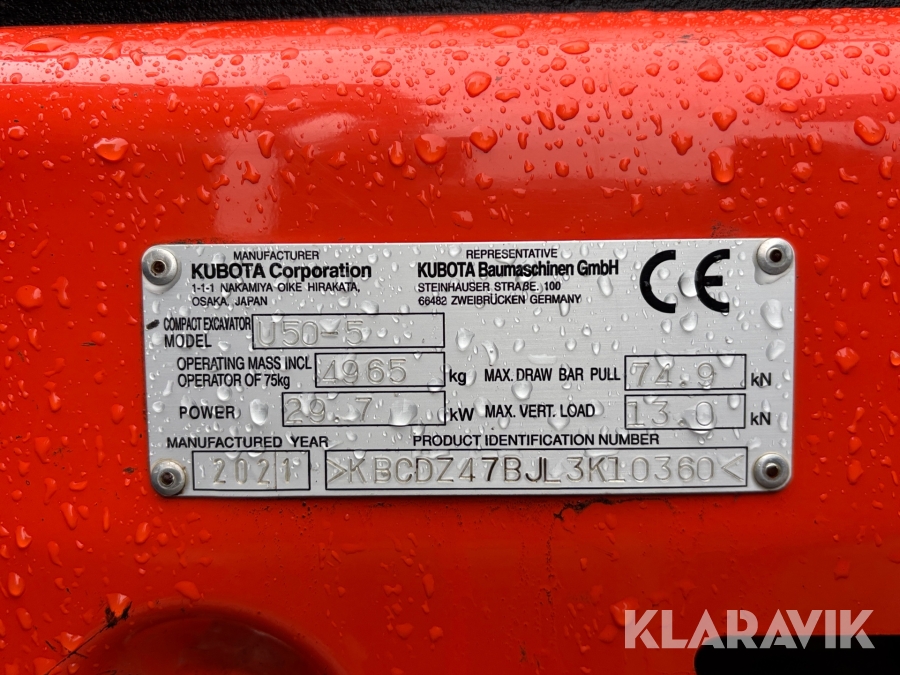 MANUFACTURER
KUBOTA Corporation
1-1-1 NAKAMIYA OIKE HIRAKATA,
OSAKA, JAPAN
REPRESENTATIVE
KUBOTA Baumaschinen GmbH
STEINHAUSER STRAßE. 100
66482 ZWEIBRÜCKEN GERMANY
CE
COMPACT EXCAVATOR
MODEL U50-5
OPERATING MASS INCL
OPERATOR OF 75kg 4965 kg
MAX. DRAW BAR PULL 74.9 kN
POWER 29.7 kW
MAX. VERT. LOAD 13.0 kN
MANUFACTURED YEAR
2021
PRODUCT IDENTIFICATION NUMBER
>KBCDZ47BJL3K10360<
KLARAVIK